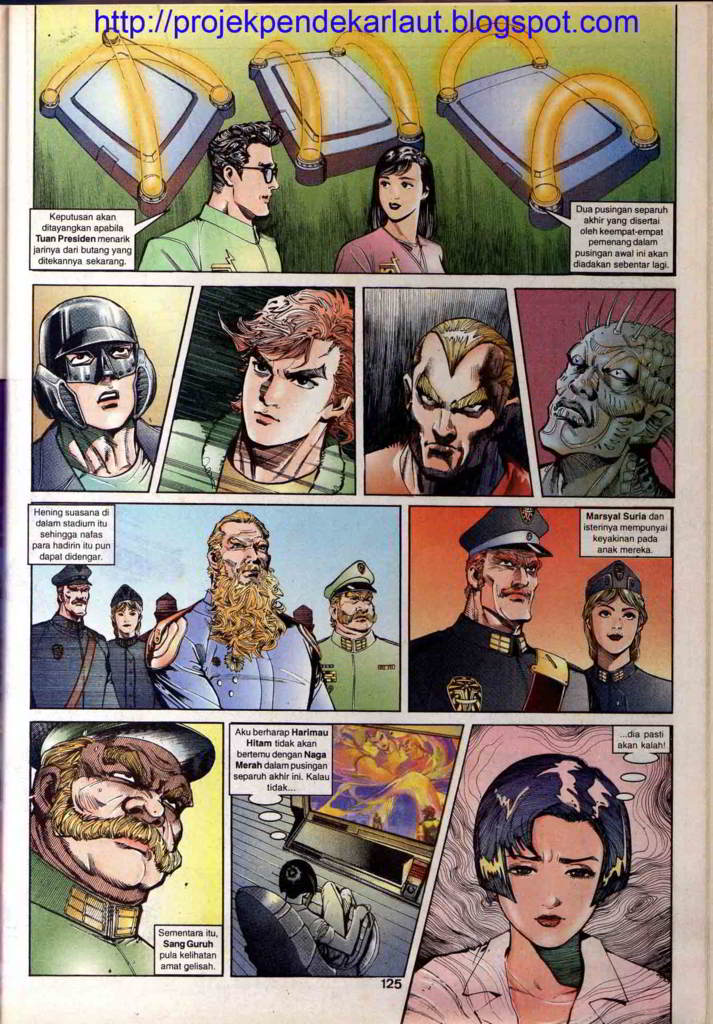 http://projekpendekarlaut.blogspot.com
Keputusan akan
ditayangkan apabila
Tuan Presiden menarik
jarinya dari butang yang
ditekannya sekarang.
Dua pusingan separuh
akhir yang disertai
oleh keempat-empat
pemenang dalam
pusingan awal ini akan
diadakan sebentar lagi.
Hening suasana di
dalam stadium itu
sehingga nafas
para hadirin itu pun
dapat didengar.
Marsyal Suria dan
isterinya mempunyai
keyakinan pada
anak mereka.
Sementara itu,
Sang Guruh
pula kelihatan
amat gelisah.
Aku berharap Harimau
Hitam tidak akan
bertemu dengan Naga
Merah dalam pusingan
separuh akhir ini. Kalau
tidak...
...dia pasti
akan kalah!
125